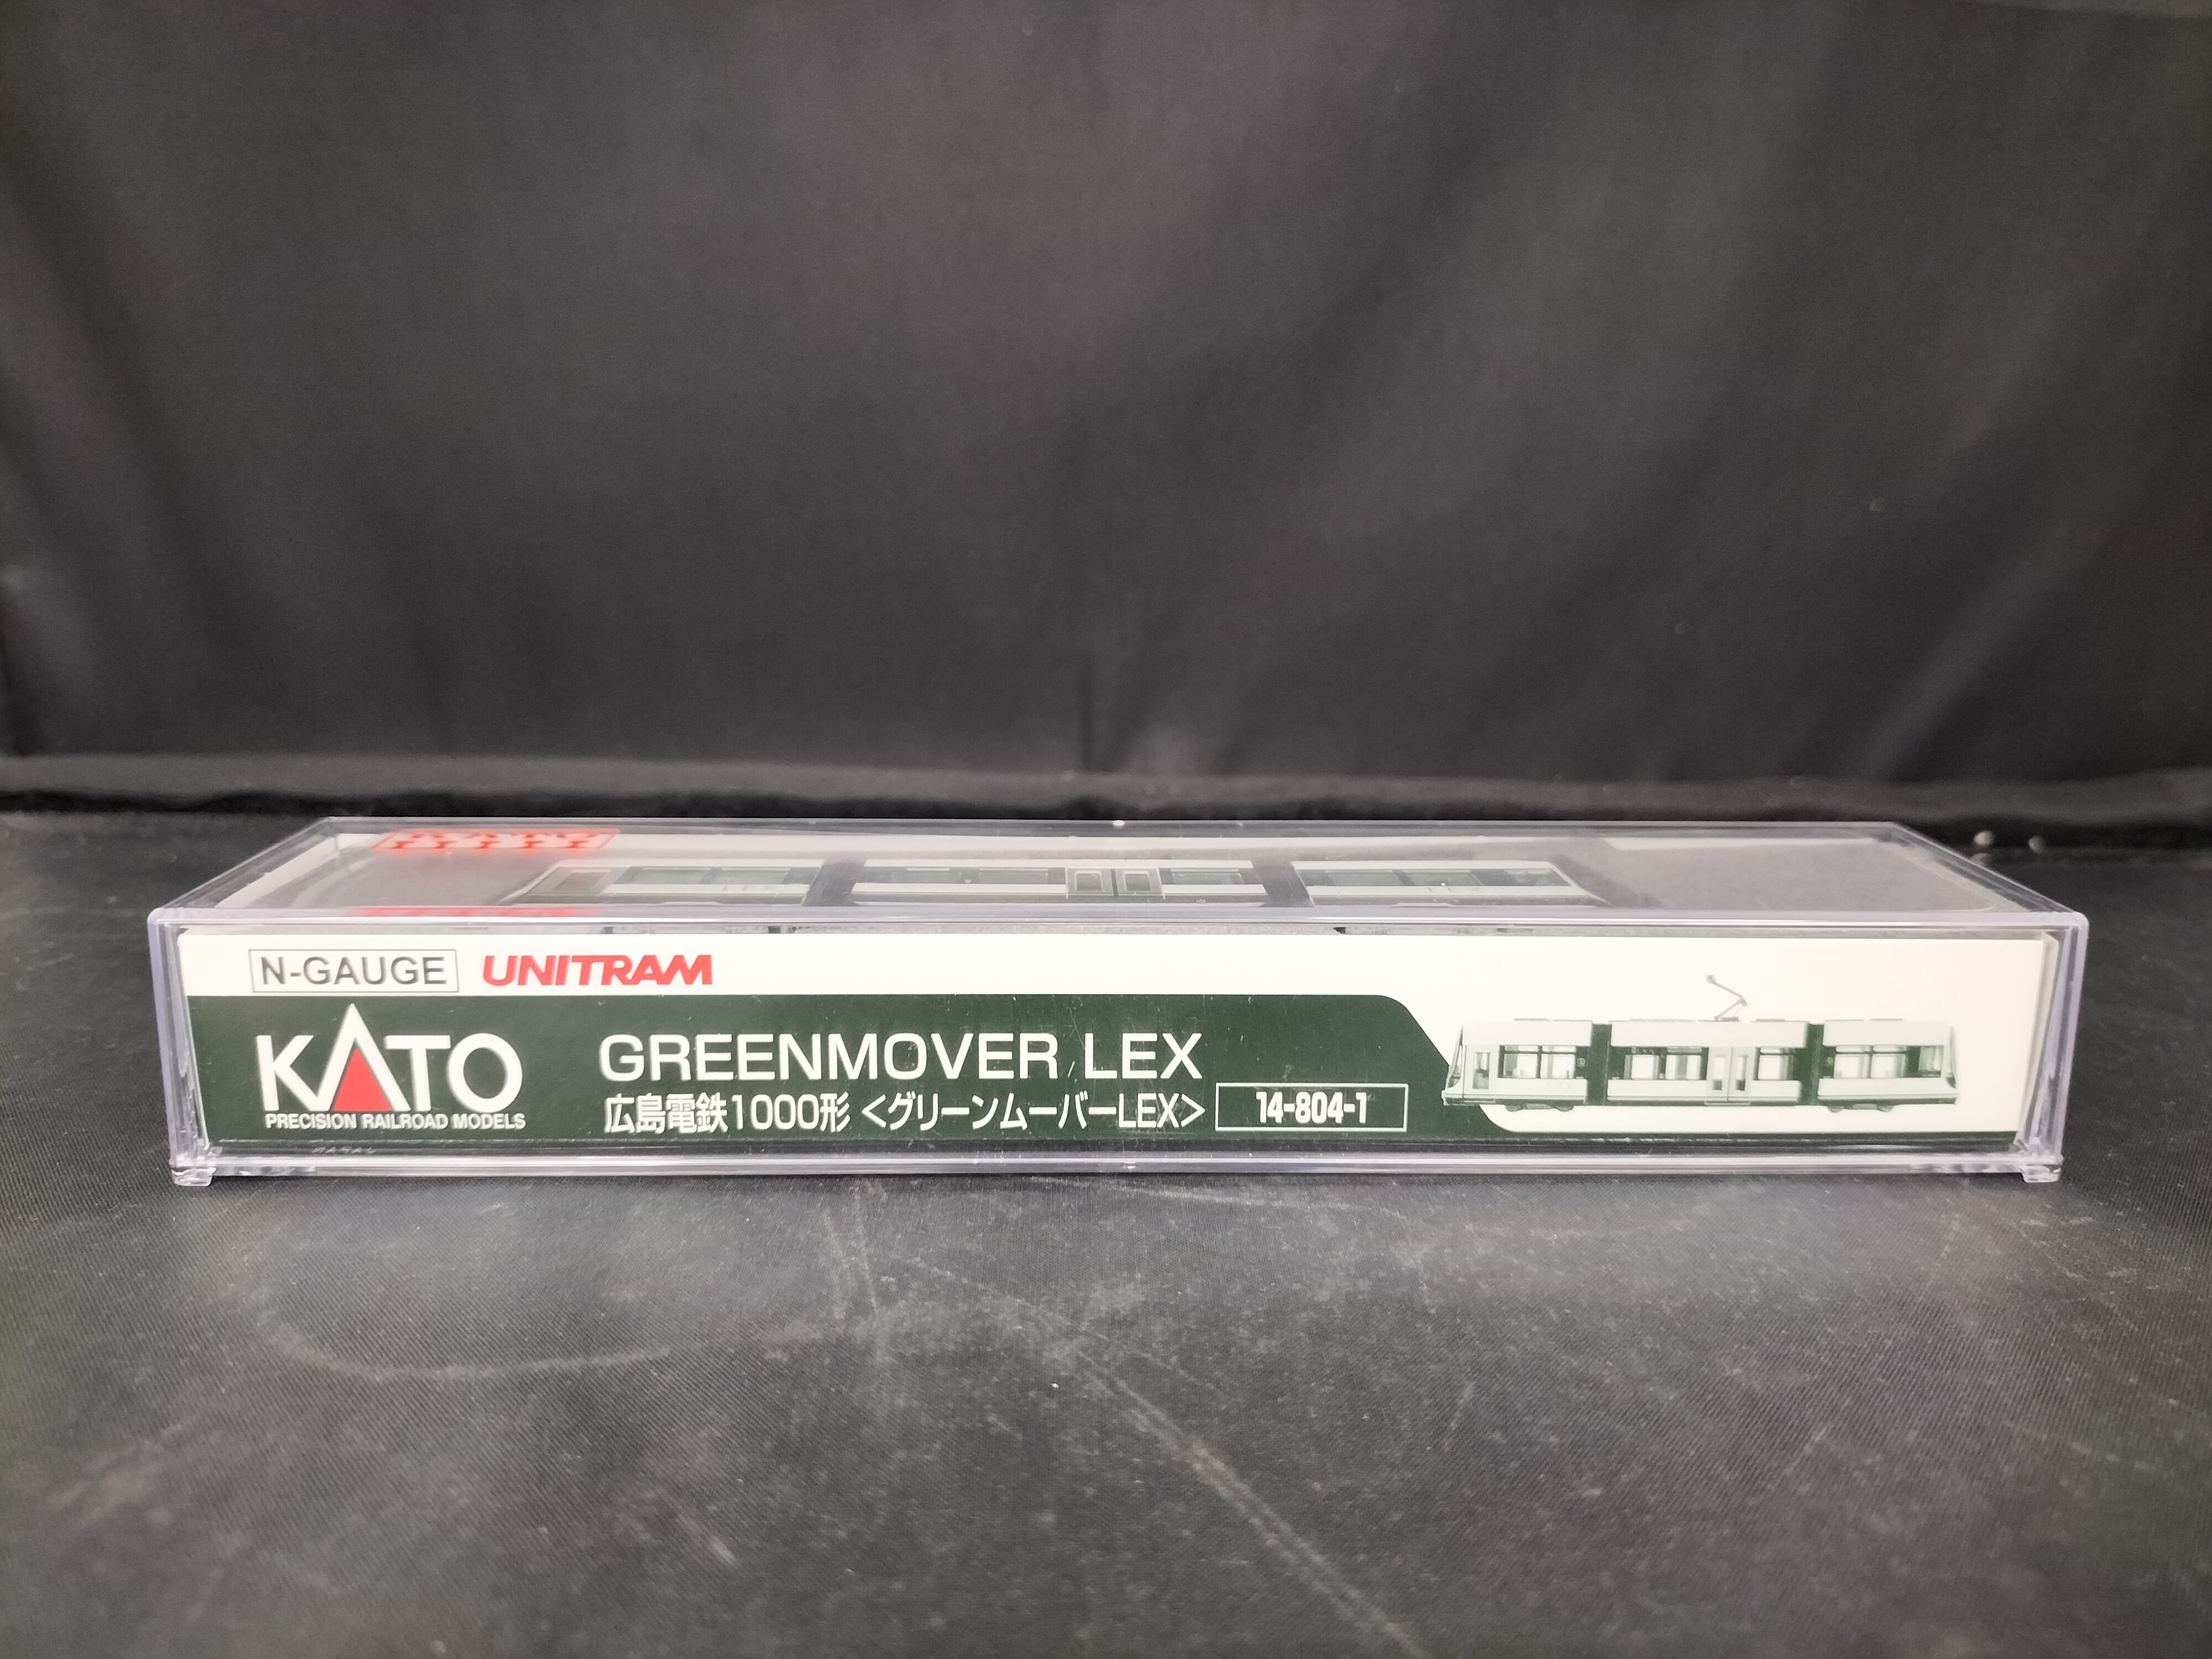 KATO
N-GAUGE UNITRAM
KATO
PRECISION RAILROAD MODELS
GREENMOVER LEX
広島電鉄1000形 <グリーンムーバーLEX> 14-804-1